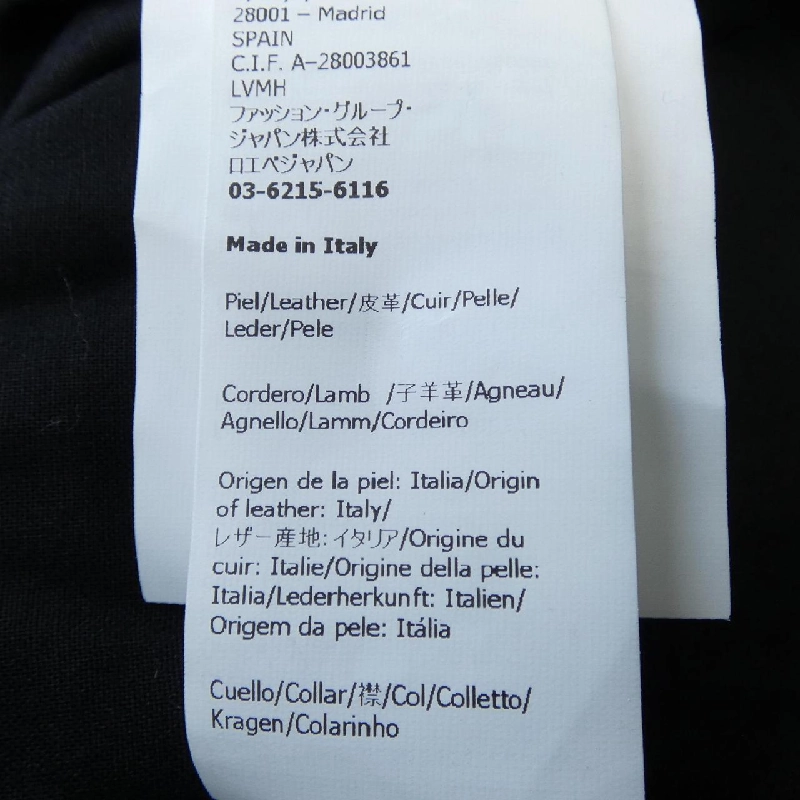 28001 – Madrid
SPAIN
C.I.F. A-28003861
LVMH
ファッション・グループ・
ジャパン株式会社
ロエベジャパン
03-6215-6116
Made in Italy
Piel/Leather/皮革/Cuir/Pelle/
Leder/Pele
Cordero/Lamb /子羊革/Agneau/
Agnello/Lamm/Cordeiro
Origen de la piel: Italia/Origin
of leather: Italy/
レザー産地:イタリア/Origine du
cuir: Italie/Origine della pelle:
Italia/Lederherkunft: Italien/
Origem da pele: Itália
Cuello/Collar/襟/Col/Colletto/
Kragen/Colarinho